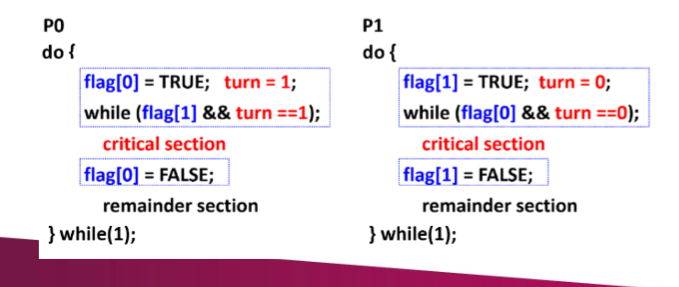 P0
do {
flag[0] = TRUE; turn = 1;
while (flag[1] && turn ==1);
critical section
flag[0] = FALSE;
remainder section
} while(1);
P1
do {
flag[1] = TRUE; turn = 0;
while (flag[0] && turn ==0);
critical section
flag[1] = FALSE;
remainder section
} while(1);